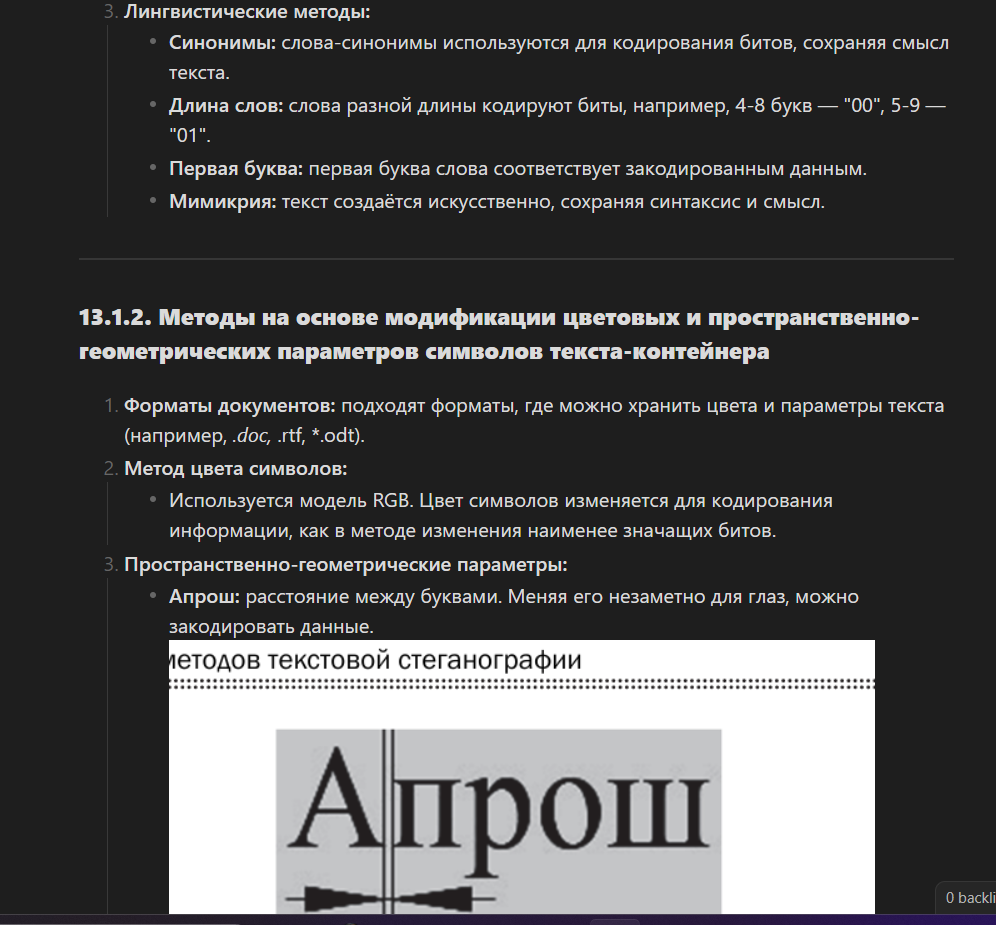 3. Лингвистические методы:
• Синонимы: слова-синонимы используются для кодирования битов, сохраняя смысл
текста.
• Длина слов: слова разной длины кодируют биты, например, 4-8 букв — "00", 5-9 —
"01".
• Первая буква: первая буква слова соответствует закодированным данным.
• Мимикрия: текст создаётся искусственно, сохраняя синтаксис и смысл.
13.1.2. Методы на основе модификации цветовых и пространственно-
геометрических параметров символов текста-контейнера
1. Форматы документов: подходят форматы, где можно хранить цвета и параметры текста
(например, .doc, .rtf, *.odt).
2. Метод цвета символов:
• Используется модель RGB. Цвет символов изменяется для кодирования
информации, как в методе изменения наименее значащих битов.
3. Пространственно-геометрические параметры:
• Апрош: расстояние между буквами. Меняя его незаметно для глаз, можно
закодировать данные.
методов текстовой стеганографии
Апрош
0 backli